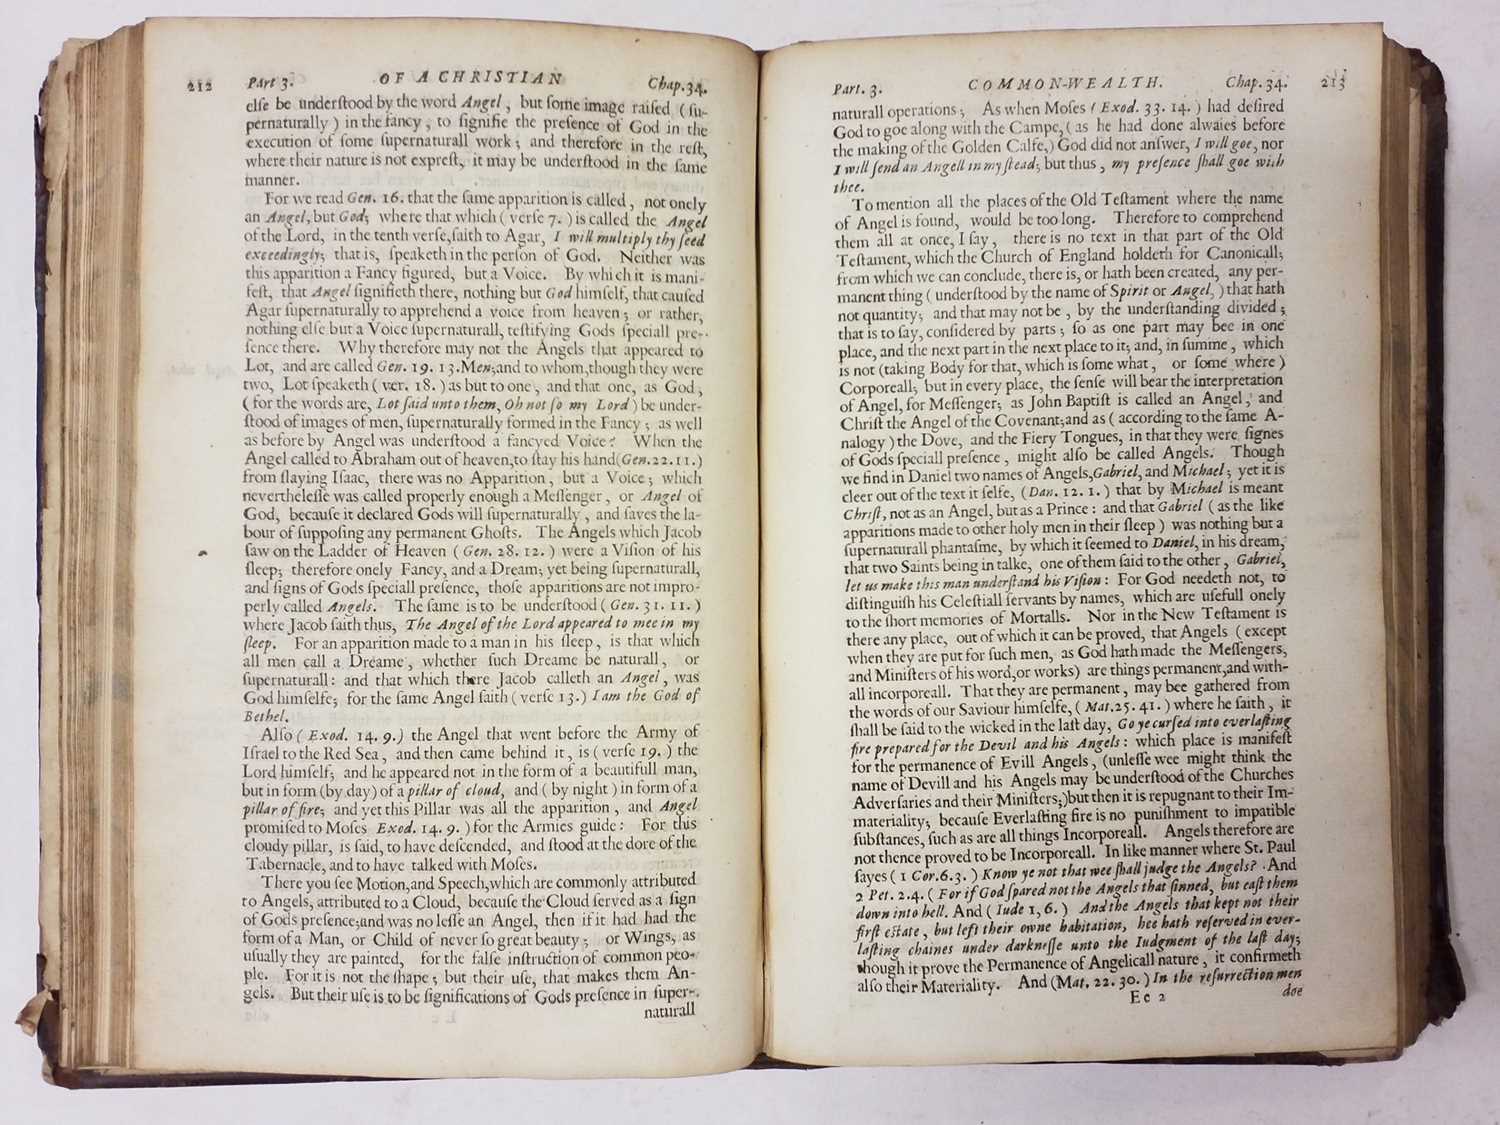 212 Part 3. OF A CHRISTIAN Chap. 34.
elſe be underſtood by the word Angel, but ſome image raiſed (ſu-
pernaturally) in the fancy, to ſignifie the preſence of God in the
execution of ſome ſupernaturall work; and therefore in the reſt,
where their nature is not expreſt, it may be underſtood in the ſame
manner.
For we read Gen. 16. that the ſame apparition is called, not onely
an Angel, but God; where that which (verſe 7.) is called the Angel
of the Lord, in the tenth verſe, ſaith to Agar, I will multiply thy ſeed
exceedingly; that is, ſpeaketh in the perſon of God. Neither was
this apparition a Fancy figured, but a Voice. By which it is mani-
feſt, that Angel ſignifieth there, nothing but God himſelf, that cauſed
Agar ſupernaturally to apprehend a voice from heaven; or rather,
nothing elſe but a Voice ſupernaturall, teſtifying Gods ſpeciall pre-
ſence there. Why therefore may not the Angels that appeared to
Lot, and are called Gen. 19. 13. Men; and to whom, though they were
two, Lot ſpeaketh (ver. 18.) as but to one, and that one, as God,
(for the words are, Lot ſaid unto them, Oh not ſo my Lord) be under-
ſtood of images of men, ſupernaturally formed in the Fancy; as well
as before by Angel was underſtood a fancyed Voice? When the
Angel called to Abraham out of heaven, to ſtay his hand (Gen. 22. 11.)
from ſlaying Iſaac, there was no Apparition, but a Voice; which
nevertheleſſe was called properly enough a Meſſenger, or Angel of
God, becauſe it declared Gods will ſupernaturally, and ſaves the la-
bour of ſuppoſing any permanent Ghoſts. The Angels which Jacob
ſaw on the Ladder of Heaven (Gen. 28. 12.) were a Viſion of his
ſleep; therefore onely Fancy, and a Dream; yet being ſupernaturall,
and ſigns of Gods ſpeciall preſence, thoſe apparitions are not impro-
perly called Angels. The ſame is to be underſtood (Gen. 31. 11.)
where Jacob ſaith thus, The Angel of the Lord appeared to mee in my
ſleep. For an apparition made to a man in his ſleep, is that which
all men call a Dreame, whether ſuch Dreame be naturall, or
ſupernaturall: and that which there Jacob calleth an Angel, was
God himſelfe; for the ſame Angel ſaith (verſe 13.) I am the God of
Bethel.
Alſo (Exod. 14. 9.) the Angel that went before the Army of
Iſrael to the Red Sea, and then came behind it, is (verſe 19.) the
Lord himſelf; and he appeared not in the form of a beautifull man,
but in form (by day) of a pillar of cloud, and (by night) in form of a
pillar of fire; and yet this Pillar was all the apparition, and Angel
promiſed to Moſes Exod. 14. 9.) for the Armies guide: For this
cloudy pillar, is ſaid, to have deſcended, and ſtood at the dore of the
Tabernacle, and to have talked with Moſes.
There you ſee Motion, and Speech, which are commonly attributed
to Angels, attributed to a Cloud, becauſe the Cloud ſerved as a ſign
of Gods preſence; and was no leſſe an Angel, then if it had had the
form of a Man, or Child of never ſo great beauty; or Wings, as
uſually they are painted, for the falſe inſtruction of common peo-
ple. For it is not the ſhape; but their uſe, that makes them An-
gels. But their uſe is to be ſignifications of Gods preſence in ſuper-
naturall
Part. 3. COMMON-WEALTH. Chap. 34. 213
naturall operations; As when Moſes (Exod. 33. 14.) had deſired
God to goe along with the Campe, (as he had done alwaies before
the making of the Golden Calfe,) God did not anſwer, I will goe, nor
I will ſend an Angell in my ſtead; but thus, my preſence ſhall goe with
thee.
To mention all the places of the Old Teſtament where the name
of Angel is found, would be too long. Therefore to comprehend
them all at once, I ſay, there is no text in that part of the Old
Teſtament, which the Church of England holdeth for Canonicall;
from which we can conclude, there is, or hath been created, any per-
manent thing (underſtood by the name of Spirit or Angel,) that hath
not quantity; and that may not be, by the underſtanding divided;
that is to ſay, conſidered by parts; ſo as one part may bee in one
place, and the next part in the next place to it; and, in ſumme, which
is not (taking Body for that, which is ſome what, or ſome where)
Corporeall; but in every place, the ſenſe will bear the interpretation
of Angel, for Meſſenger; as John Baptiſt is called an Angel, and
Chriſt the Angel of the Covenant; and as (according to the ſame A-
nalogy) the Dove, and the Fiery Tongues, in that they were ſignes
of Gods ſpeciall preſence, might alſo be called Angels. Though
we find in Daniel two names of Angels, Gabriel, and Michael; yet it is
cleer out of the text it ſelfe, (Dan. 12. 1.) that by Michael is meant
Chriſt, not as an Angel, but as a Prince: and that Gabriel (as the like
apparitions made to other holy men in their ſleep) was nothing but a
ſupernaturall phantaſme, by which it ſeemed to Daniel, in his dream,
that two Saints being in talke, one of them ſaid to the other, Gabriel,
let us make this man underſtand his Viſion: For God needeth not, to
diſtinguiſh his Celeſtiall ſervants by names, which are uſefull onely
to the ſhort memories of Mortalls. Nor in the New Teſtament is
there any place, out of which it can be proved, that Angels (except
when they are put for ſuch men, as God hath made the Meſſengers,
and Miniſters of his word, or works) are things permanent, and with-
all incorporeall. That they are permanent, may bee gathered from
the words of our Saviour himſelfe, (Mat. 25. 41.) where he ſaith, it
ſhall be ſaid to the wicked in the laſt day, Go ye curſed into everlaſting
fire prepared for the Devil and his Angels: which place is manifeſt
for the permanence of Evill Angels, (unleſſe wee might think the
name of Devill and his Angels may be underſtood of the Churches
Adverſaries and their Miniſters;) but then it is repugnant to their Im-
materiality; becauſe Everlaſting fire is no puniſhment to impatible
ſubſtances, ſuch as are all things Incorporeall. Angels therefore are
not thence proved to be Incorporeall. In like manner where St. Paul
ſayes (1 Cor. 6. 3.) Know ye not that wee ſhall judge the Angels? And
2 Pet. 2. 4. (For if God ſpared not the Angels that ſinned, but caſt them
down into hell. And (Iude 1, 6.) And the Angels that kept not their
firſt eſtate, but left their owne habitation, hee hath reſerved in ever-
laſting chaines under darkneſſe unto the Iudgment of the laſt day;
though it prove the Permanence of Angelicall nature, it confirmeth
alſo their Materiality. And (Mat. 22. 30.) In the reſurrection men
Ee 2 doe